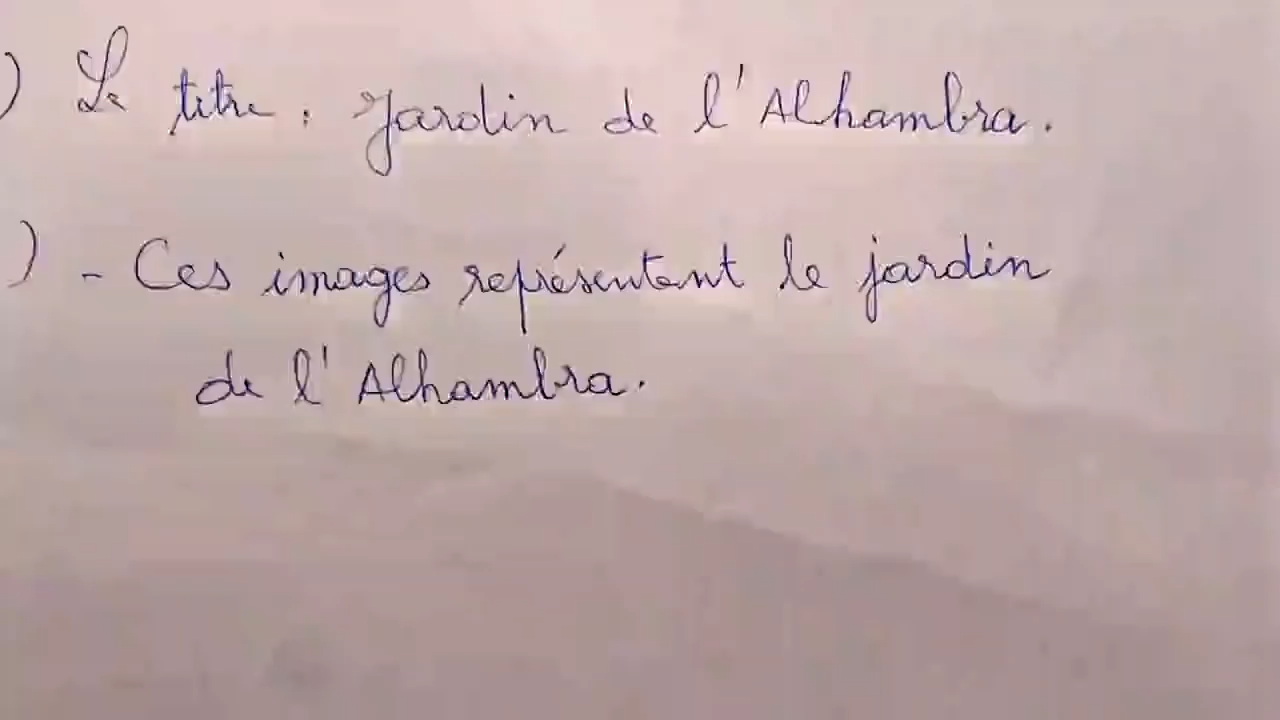 ) Le titre : Jardin de l'Alhambra.
) - Ces images représentent le jardin
de l'Alhambra.